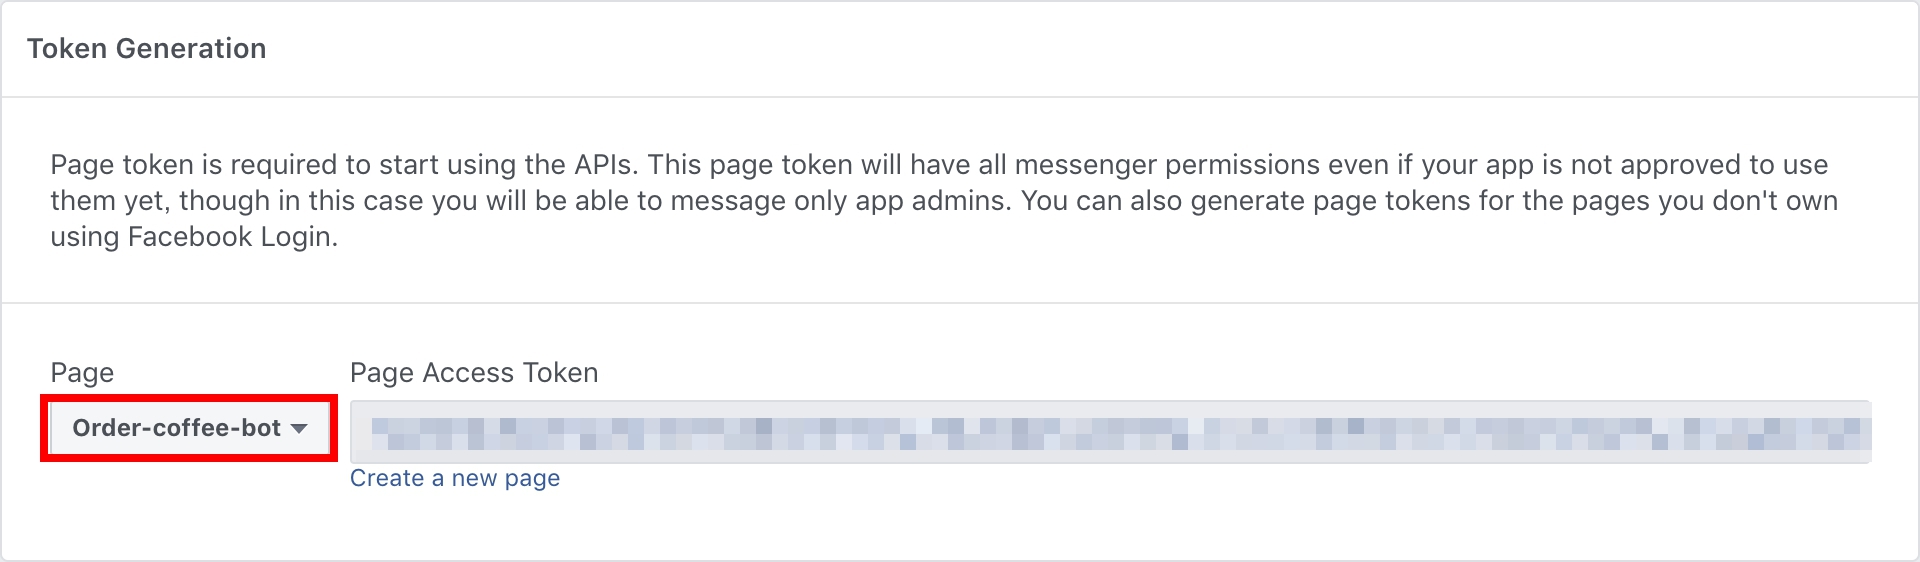 Token Generation
Page token is required to start using the APIs. This page token will have all messenger permissions even if your app is not approved to use
them yet, though in this case you will be able to message only app admins. You can also generate page tokens for the pages you don't own
using Facebook Login.
Page
Page Access Token
Order-coffee-bot
Create a new page